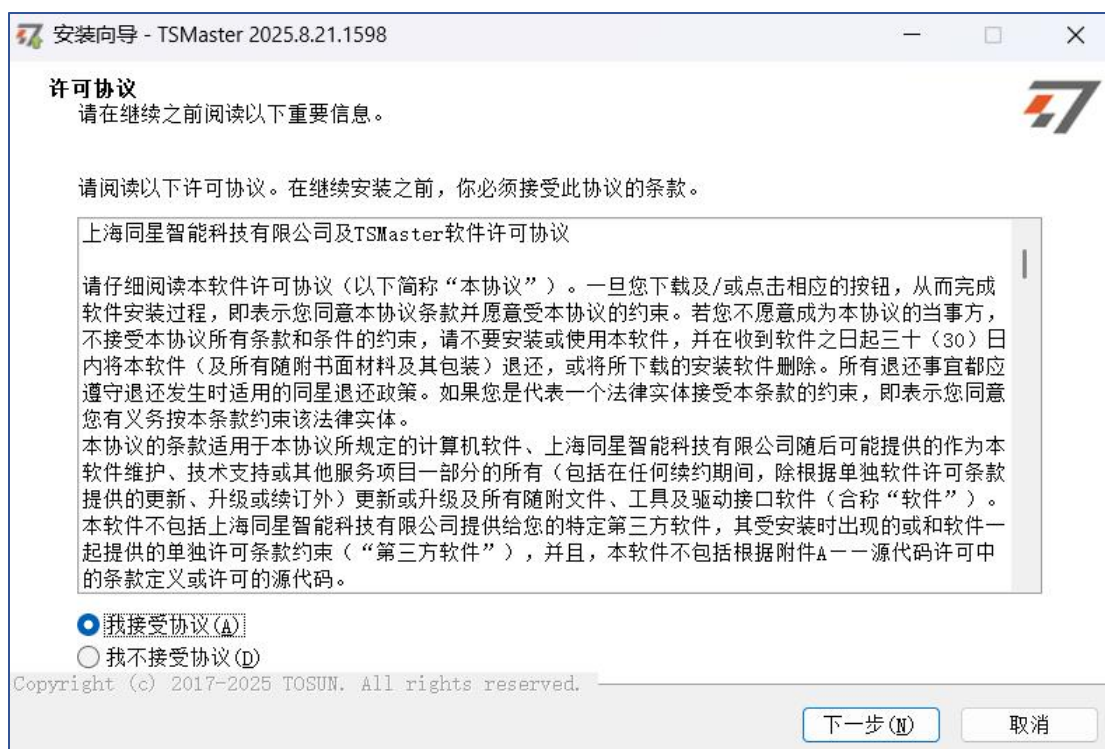 安装向导 - TSMaster 2025.8.21.1598
许可协议
请在继续之前阅读以下重要信息。
请阅读以下许可协议。在继续安装之前，你必须接受此协议的条款。
上海同星智能科技有限公司及TSMaster软件许可协议
请仔细阅读本软件许可协议（以下简称“本协议”）。一旦您下载及/或点击相应的按钮，从而完成
软件安装过程，即表示您同意本协议条款并愿意受本协议的约束。若您不愿意成为本协议的当事方，
不接受本协议所有条款和条件的约束，请不要安装或使用本软件，并在收到软件之日起三十（30）日
内将本软件（及所有随附书面材料及其包装）退还，或将所下载的安装软件删除。所有退还事宜都应
遵守退还发生时适用的同星退还政策。如果您是代表一个法律实体接受本条款的约束，即表示您同意
您有义务按本条款约束该法律实体。
本协议的条款适用于本协议所规定的计算机软件、上海同星智能科技有限公司随后可能提供的作为本
软件维护、技术支持或其他服务项目一部分的所有（包括在任何续约期间，除根据单独软件许可条款
提供的更新、升级或续订外）更新或升级及所有随附文件、工具及驱动接口软件（合称“软件”）。
本软件不包括上海同星智能科技有限公司提供给您的特定第三方软件，其受安装时出现的或和软件一
起提供的单独许可条款约束（“第三方软件”），并且，本软件不包括根据附件A－－源代码许可中
的条款定义或许可的源代码。
我接受协议(A)
我不接受协议(D)
Copyright (c) 2017-2025 TOSUN. All rights reserved.
下一步(N)
取消